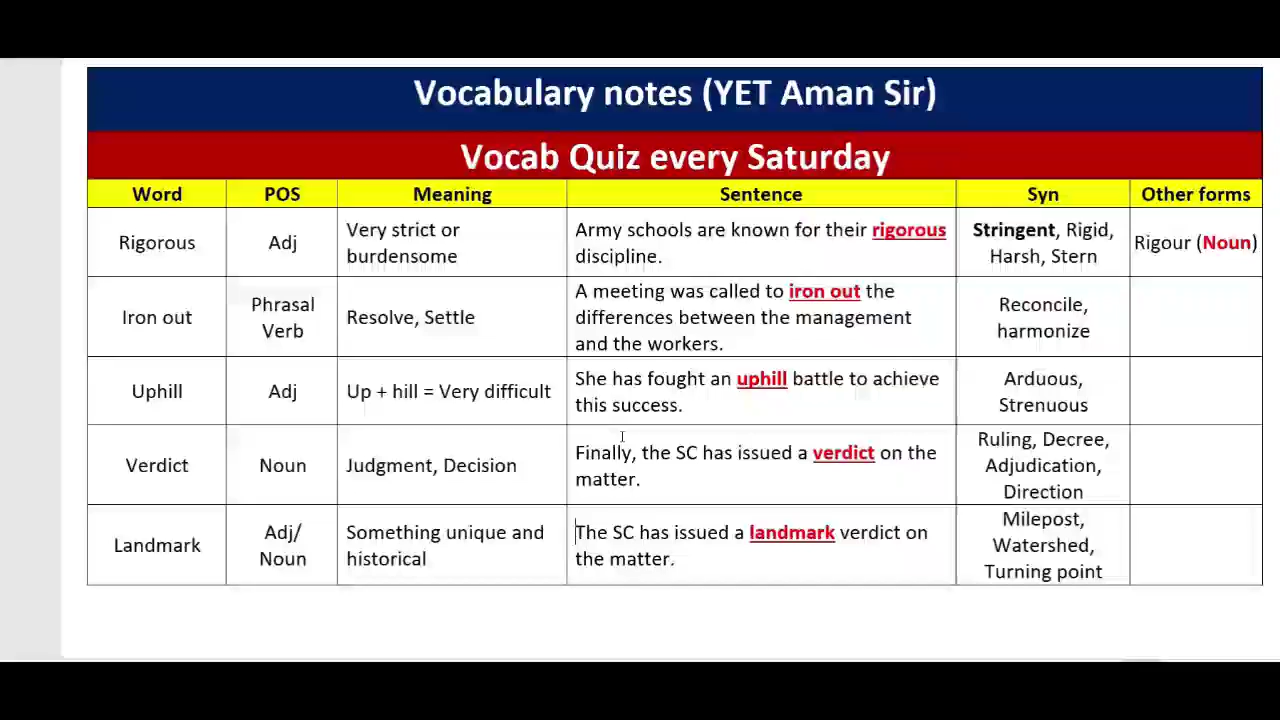 Vocabulary notes (YET Aman Sir)
Vocab Quiz every Saturday
Word POS Meaning Sentence Syn Other forms
Rigorous
Adj
Very strict or
burdensome
Army schools are known for their rigorous
discipline.
Stringent, Rigid,
Harsh, Stern
Rigour (Noun)
Iron out
Phrasal
Verb
Resolve, Settle
A meeting was called to iron out the
differences between the management
and the workers.
Reconcile,
harmonize
Uphill
Adj
Up + hill = Very difficult
She has fought an uphill battle to achieve
this success.
Arduous,
Strenuous
Verdict
Noun
Judgment, Decision
Finally, the SC has issued a verdict on the
matter.
Ruling, Decree,
Adjudication,
Direction
Landmark
Adj/
Noun
Something unique and
historical
The SC has issued a landmark verdict on
the matter.
Milepost,
Watershed,
Turning point